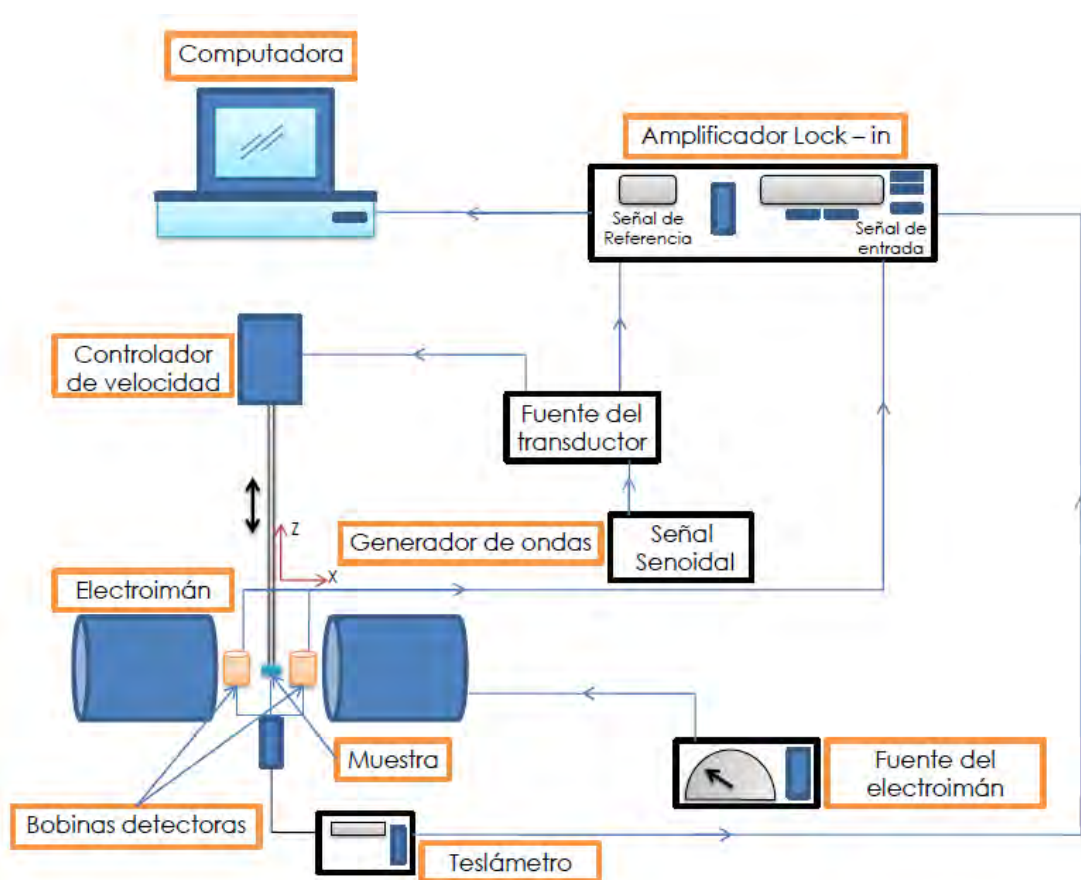 Computadora
Amplificador Lock – in
Señal de
Referencia
Señal de
entrada
Controlador
de velocidad
Fuente del
transductor
Z
X
Generador de ondas
Señal
Senoidal
Electroimán
Muestra
Fuente del
electroimán
Bobinas detectoras
Teslámetro